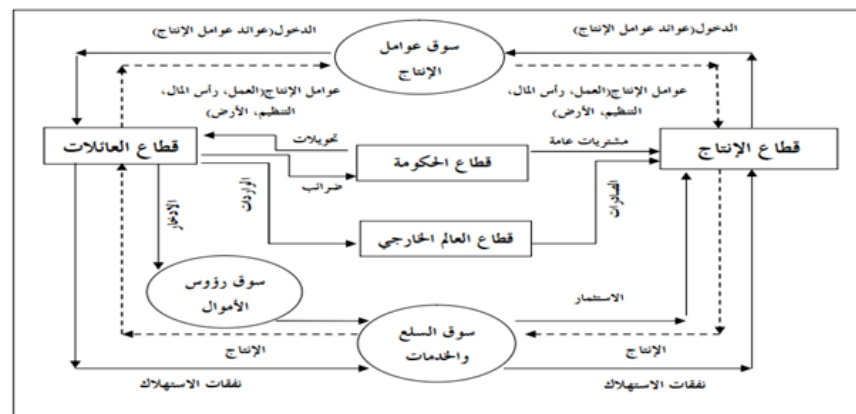 الدخول(عوائد عوامل الإنتاج)
سوق عوامل
الإنتاج
الدخول(عوائد عوامل الإنتاج)
عوامل الإنتاج(العمل، رأس المال،
التنظيم، الأرض)
عوامل الإنتاج(العمل، رأس المال،
التنظيم، الأرض)
قطاع الإنتاج
مشتريات عامة
قطاع الحكومة
تحويلات
ضرائب
قطاع العائلات
الصادرات
قطاع العالم الخارجي
الواردات
الادخار
سوق رؤوس
الأموال
الاستثمار
سوق السلع
والخدمات
الإنتاج
الإنتاج
نفقات الاستهلاك
نفقات الاستهلاك